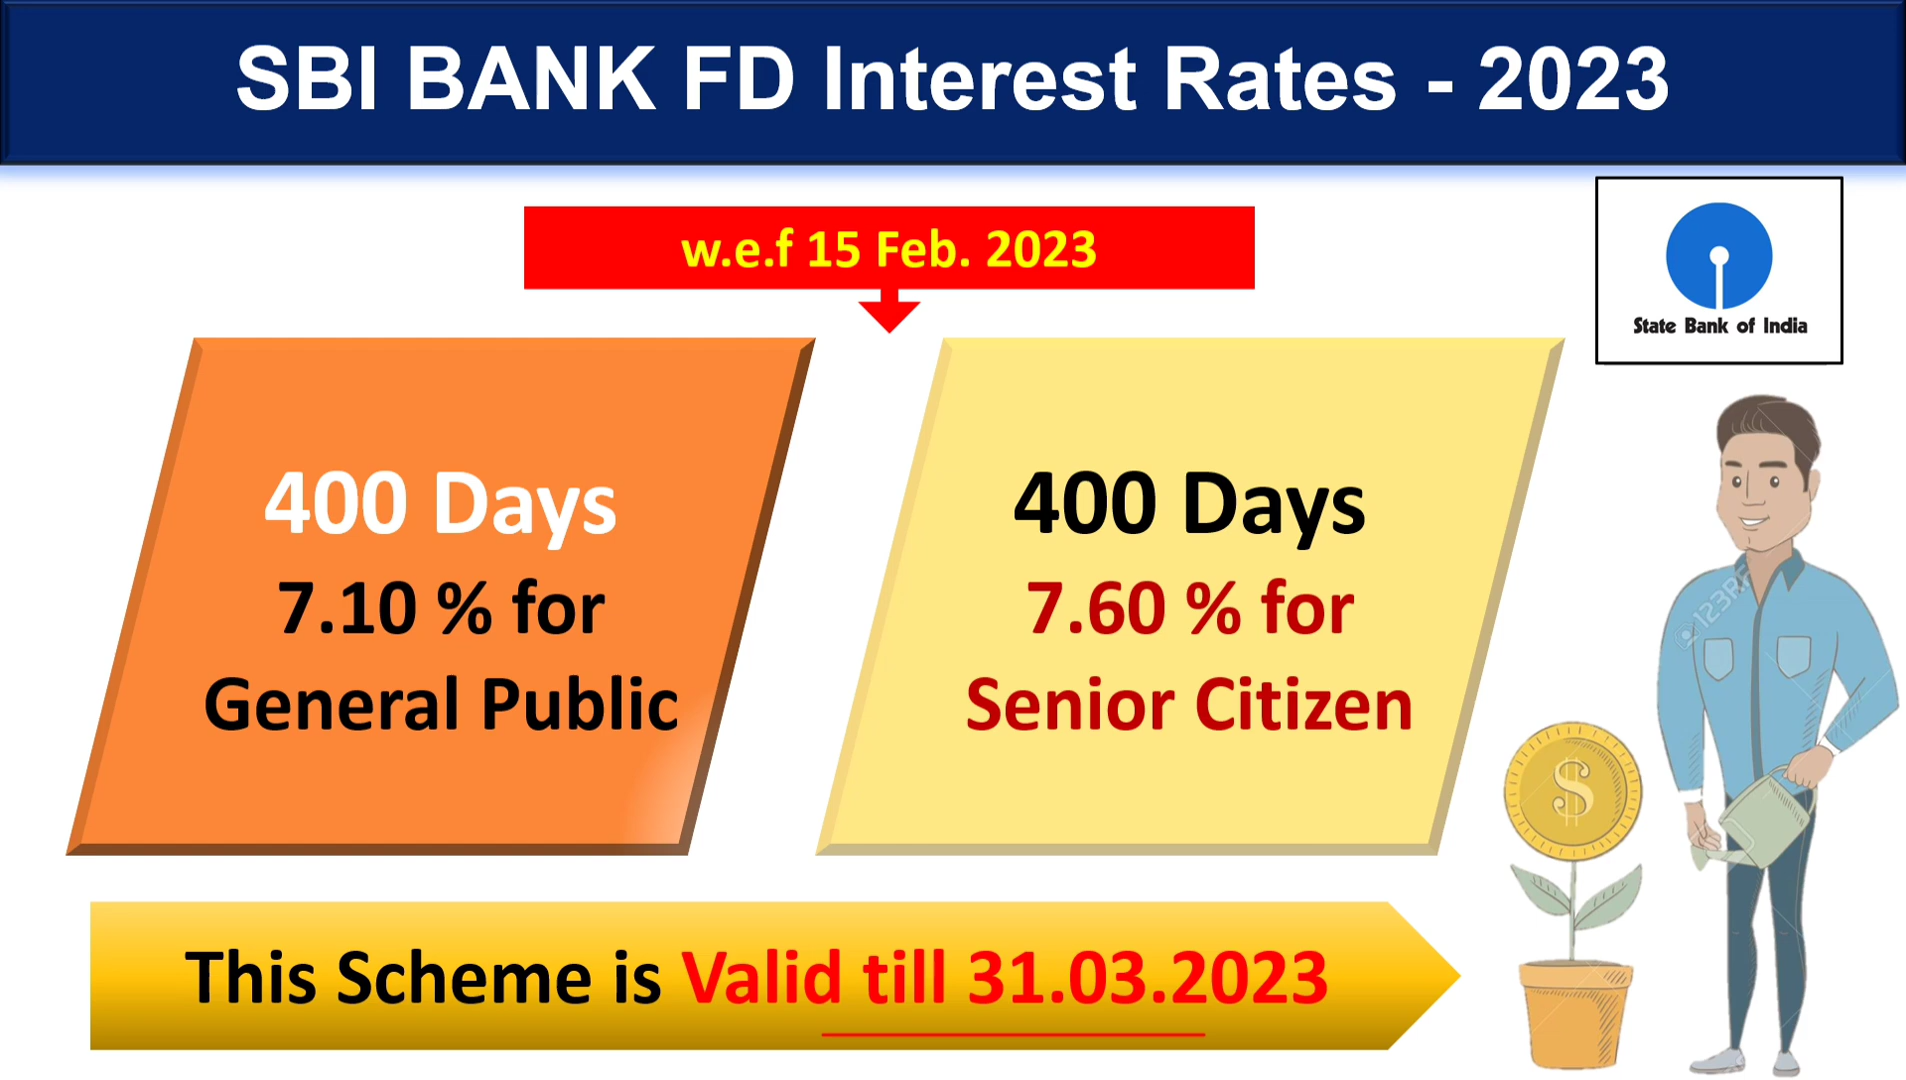 SBI BANK FD Interest Rates - 2023
w.e.f 15 Feb. 2023
State Bank of India
400 Days
7.10 % for
General Public
400 Days
7.60 % for
Senior Citizen
$
This Scheme is Valid till 31.03.2023